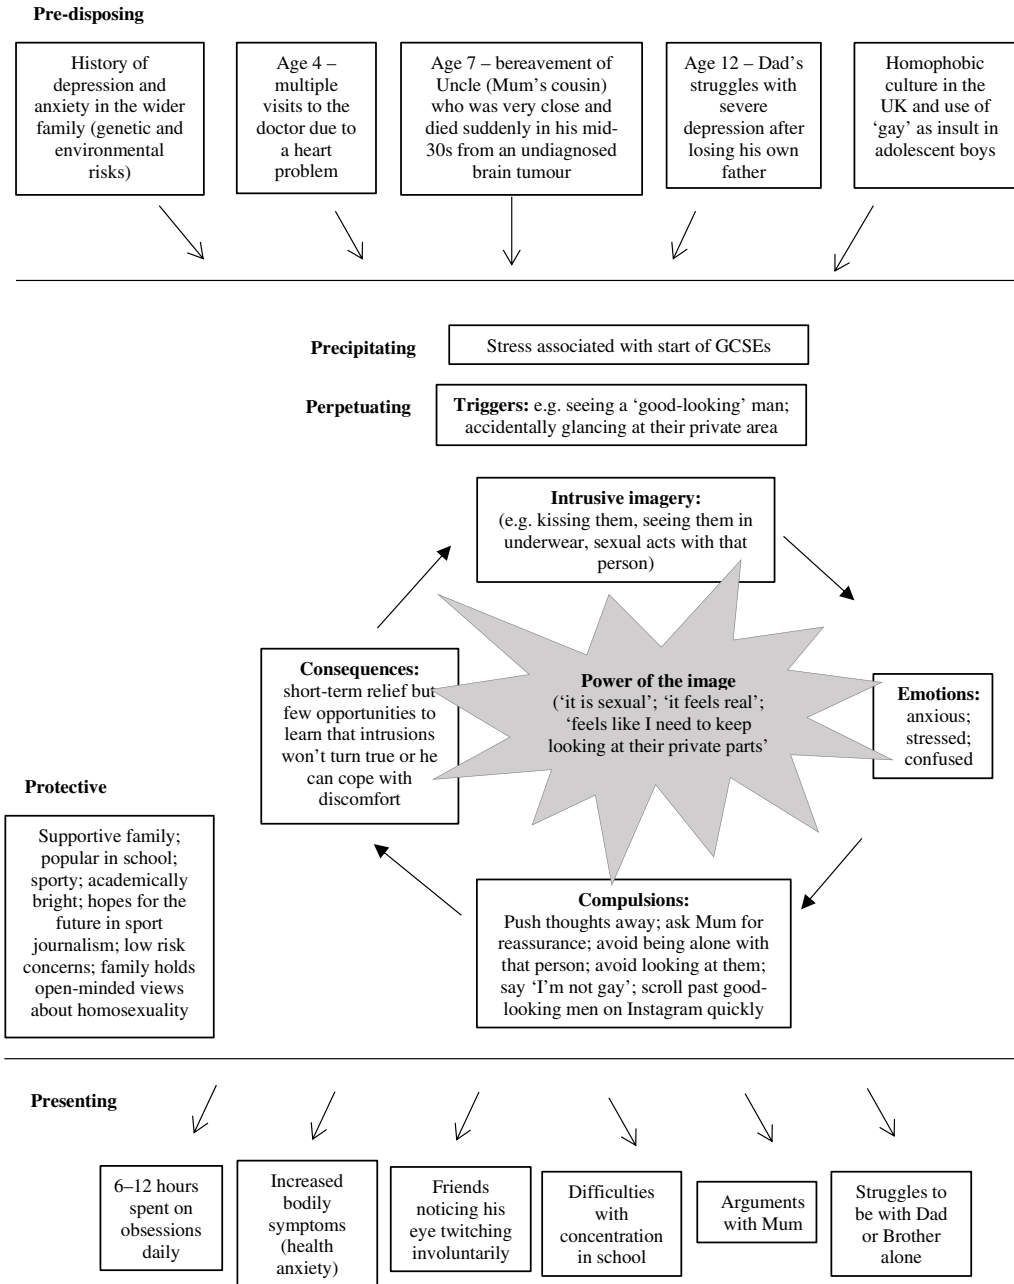 Pre-disposing
History of
depression and
anxiety in the wider
family (genetic and
environmental
risks)
Age 4 –
multiple
visits to the
doctor due to
a heart
problem
Age 7 – bereavement of
Uncle (Mum’s cousin)
who was very close and
died suddenly in his mid-
30s from an undiagnosed
brain tumour
Age 12 – Dad’s
struggles with
severe
depression after
losing his own
father
Homophobic
culture in the
UK and use of
‘gay’ as insult in
adolescent boys
Precipitating
Stress associated with start of GCSEs
Perpetuating
Triggers: e.g. seeing a ‘good-looking’ man;
accidentally glancing at their private area
Intrusive imagery:
(e.g. kissing them, seeing them in
underwear, sexual acts with that
person)
Power of the image
(‘it is sexual’; ‘it feels real’;
‘feels like I need to keep
looking at their private parts’
Emotions:
anxious;
stressed;
confused
Consequences:
short-term relief but
few opportunities to
learn that intrusions
won’t turn true or he
can cope with
discomfort
Compulsions:
Push thoughts away; ask Mum for
reassurance; avoid being alone with
that person; avoid looking at them;
say ‘I’m not gay’; scroll past good-
looking men on Instagram quickly
Protective
Supportive family;
popular in school;
sporty; academically
bright; hopes for the
future in sport
journalism; low risk
concerns; family holds
open-minded views
about homosexuality
Presenting
6–12 hours
spent on
obsessions
daily
Increased
bodily
symptoms
(health
anxiety)
Friends
noticing his
eye twitching
involuntarily
Difficulties
with
concentration
in school
Arguments
with Mum
Struggles to
be with Dad
or Brother
alone